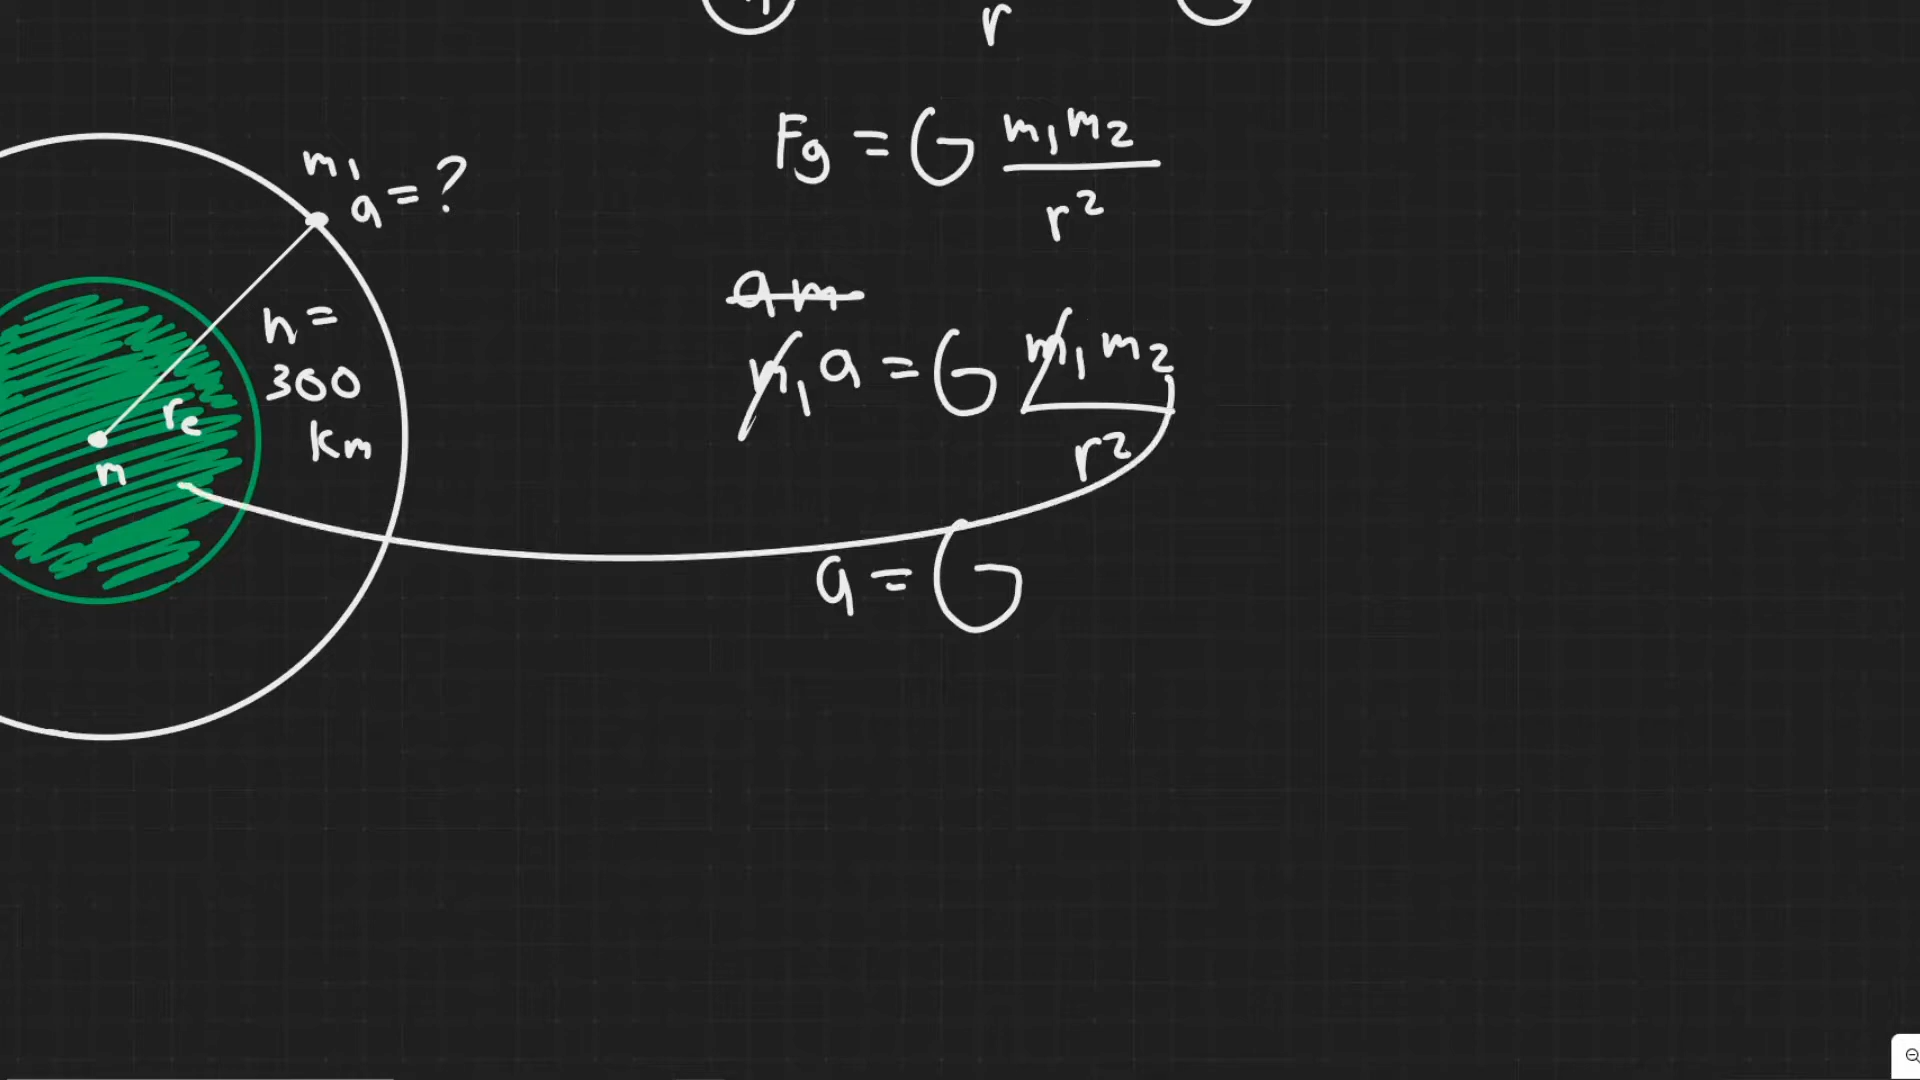 r
Fg = G m₁m₂ / r²
m₁
a = ?
h =
300
km
re
m
am
m₁a = G m₁m₂ / r²
a = G